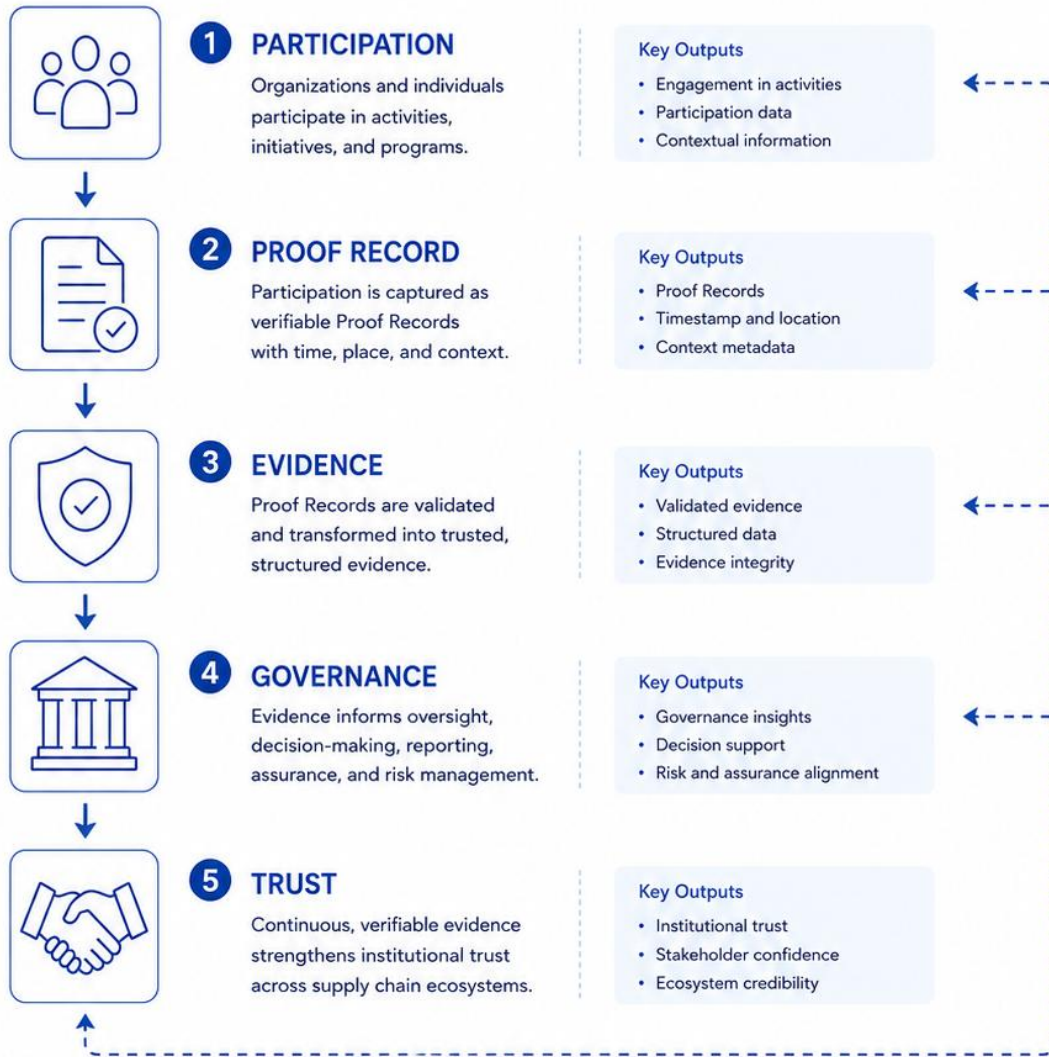 1 PARTICIPATION
Organizations and individuals
participate in activities,
initiatives, and programs.
Key Outputs
• Engagement in activities
• Participation data
• Contextual information
2 PROOF RECORD
Participation is captured as
verifiable Proof Records
with time, place, and context.
Key Outputs
• Proof Records
• Timestamp and location
• Context metadata
3 EVIDENCE
Proof Records are validated
and transformed into trusted,
structured evidence.
Key Outputs
• Validated evidence
• Structured data
• Evidence integrity
4 GOVERNANCE
Evidence informs oversight,
decision-making, reporting,
assurance, and risk management.
Key Outputs
• Governance insights
• Decision support
• Risk and assurance alignment
5 TRUST
Continuous, verifiable evidence
strengthens institutional trust
across supply chain ecosystems.
Key Outputs
• Institutional trust
• Stakeholder confidence
• Ecosystem credibility